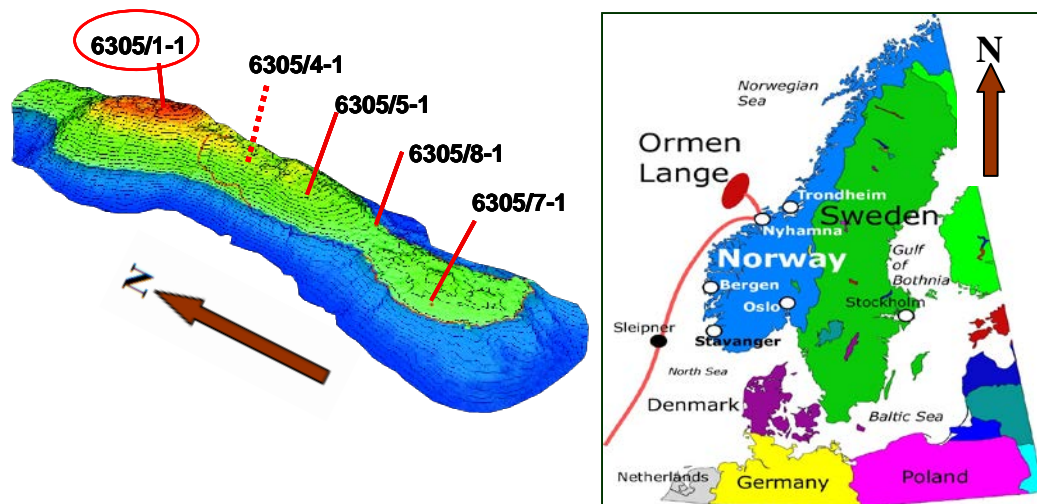 6305/1-1
6305/4-1
6305/5-1
6305/8-1
6305/7-1
N
N
Norwegian
Sea
Ormen
Lange
Trondheim
Sweden
Nyhamna
Norway
Gulf
of
Bothnia
Bergen
Oslo
Stockholm
Sleipner
Stavanger
North Sea
Denmark
Baltic Sea
Netherlands
Germany
Poland